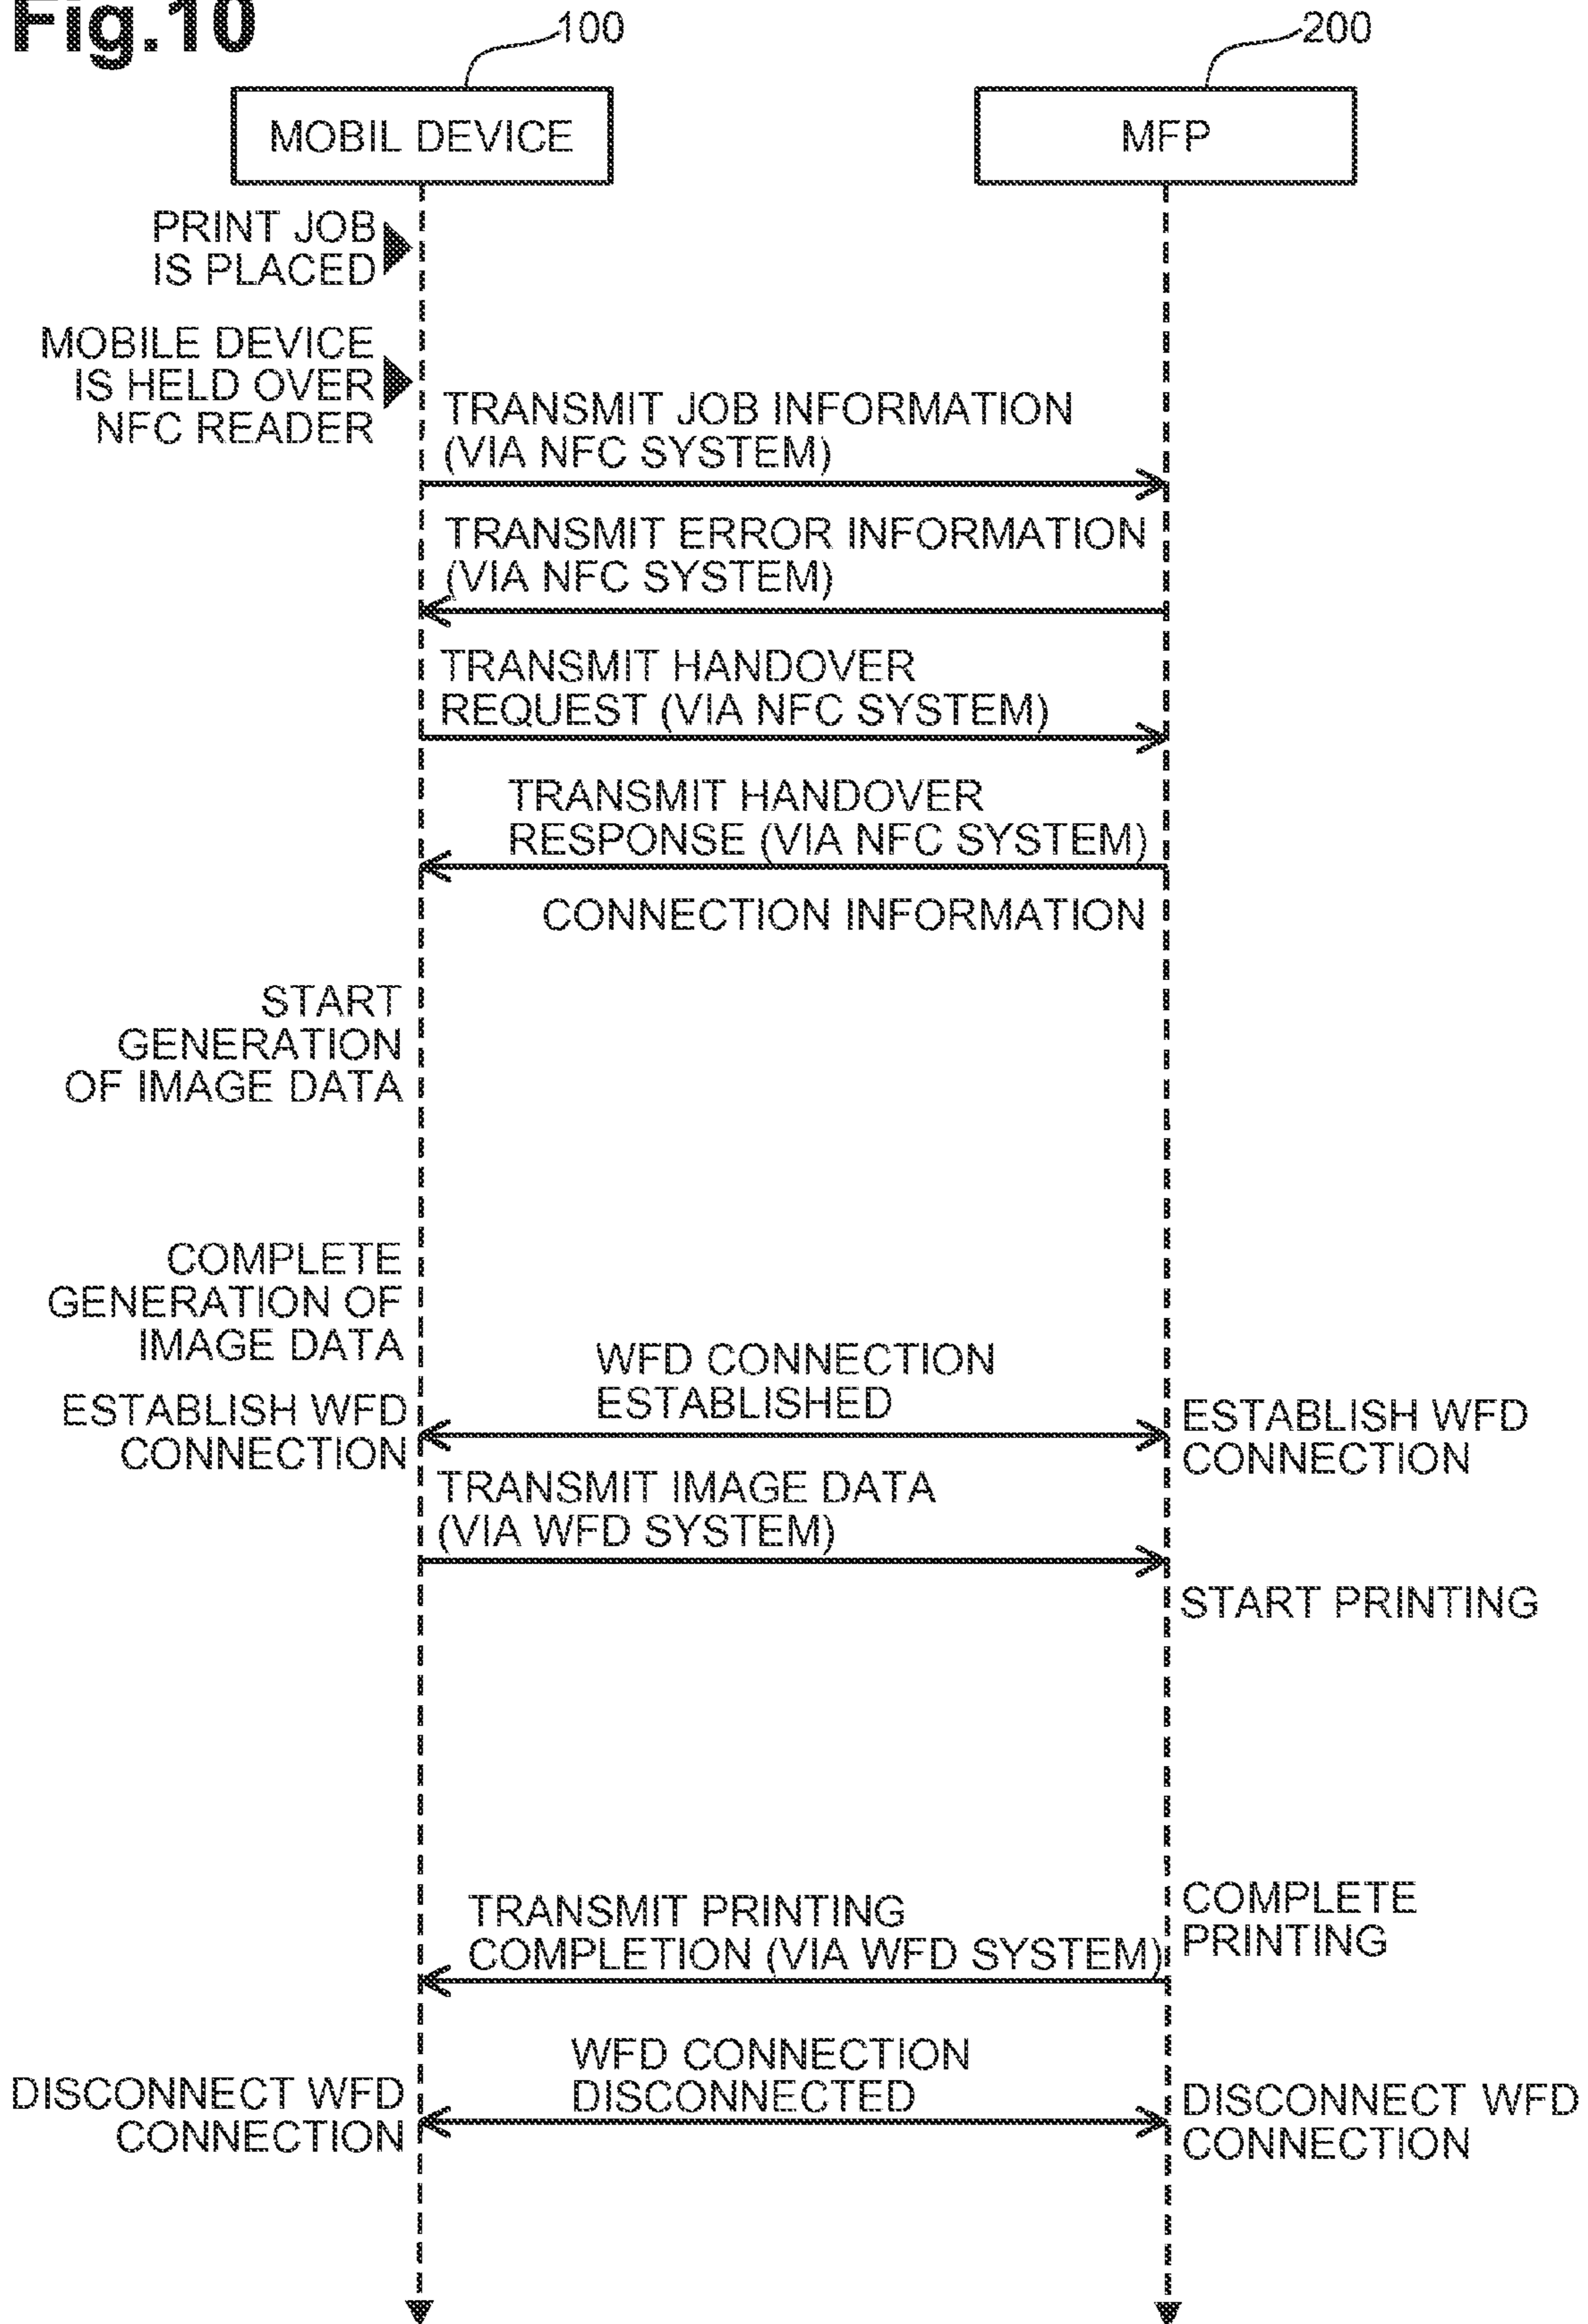 Fig.10
100
200
MOBIL DEVICE
MFP
PRINT JOB
IS PLACED
MOBILE DEVICE
IS HELD OVER
NFC READER
TRANSMIT JOB INFORMATION
(VIA NFC SYSTEM)
TRANSMIT ERROR INFORMATION
(VIA NFC SYSTEM)
TRANSMIT HANDOVER
REQUEST (VIA NFC SYSTEM)
TRANSMIT HANDOVER
RESPONSE (VIA NFC SYSTEM)
CONNECTION INFORMATION
START
GENERATION
OF IMAGE DATA
COMPLETE
GENERATION OF
IMAGE DATA
WFD CONNECTION
ESTABLISHED
ESTABLISH WFD
CONNECTION
ESTABLISH WFD
CONNECTION
TRANSMIT IMAGE DATA
(VIA WFD SYSTEM)
START PRINTING
COMPLETE
PRINTING
TRANSMIT PRINTING
COMPLETION (VIA WFD SYSTEM)
WFD CONNECTION
DISCONNECTED
DISCONNECT WFD
CONNECTION
DISCONNECT WFD
CONNECTION